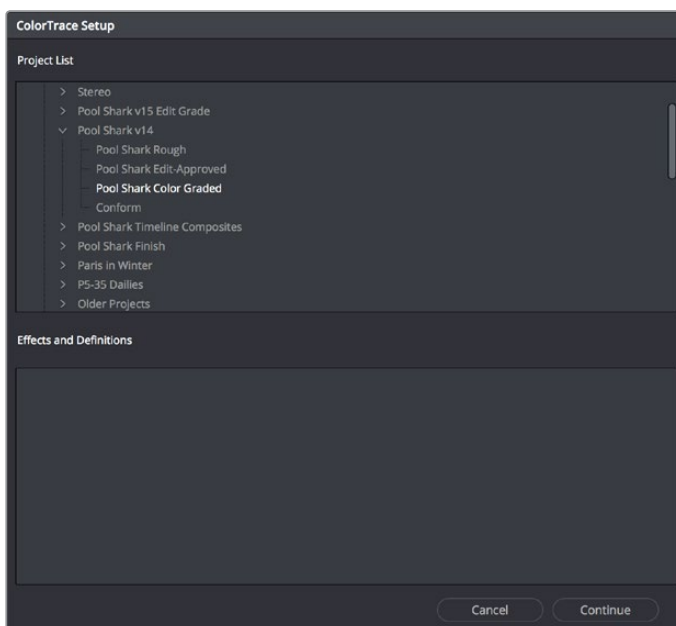 ColorTrace Setup
Project List
Stereo
Pool Shark v15 Edit Grade
Pool Shark v14
Pool Shark Rough
Pool Shark Edit-Approved
Pool Shark Color Graded
Conform
Pool Shark Timeline Composites
Pool Shark Finish
Paris in Winter
P5-35 Dailies
Older Projects
Effects and Definitions
Cancel Continue